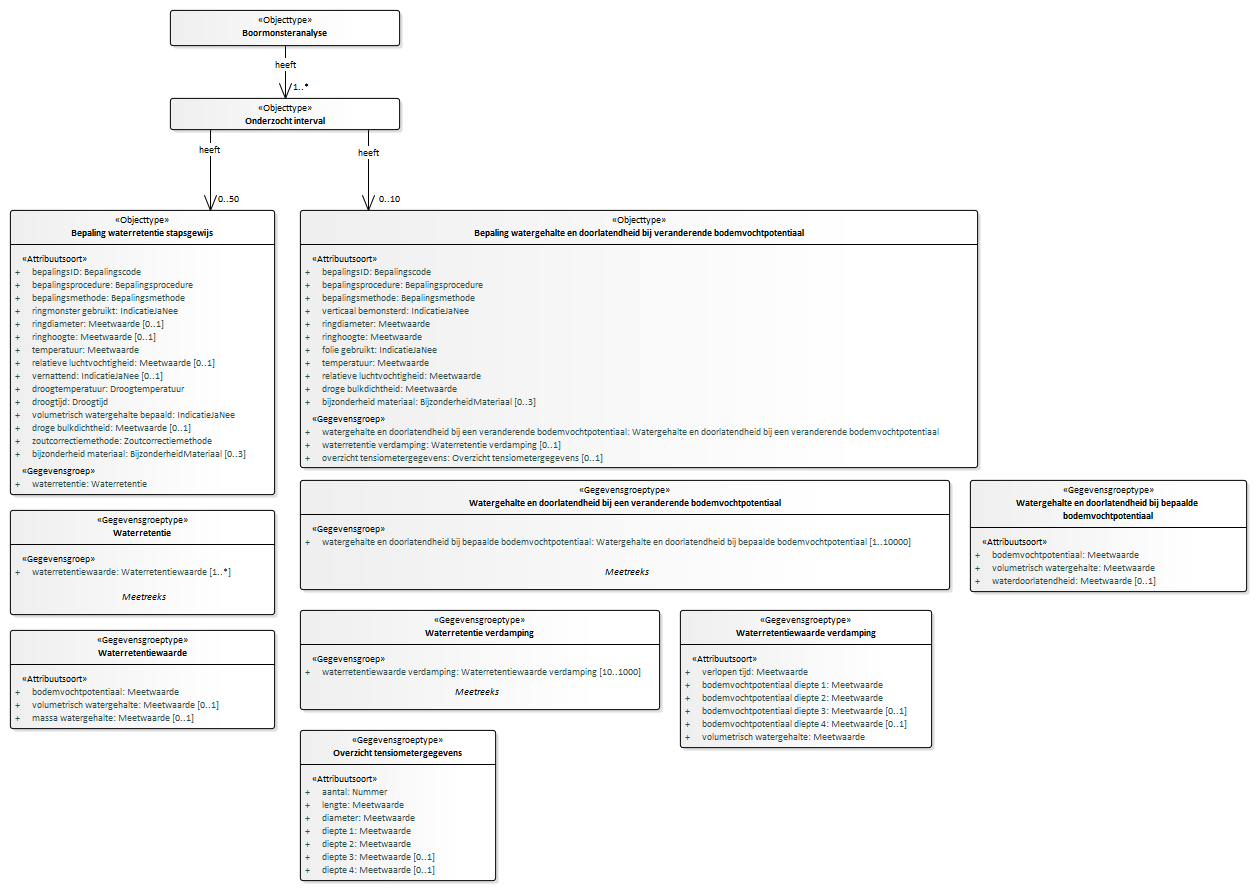 «Objecttype»
Boormonsteranalyse
heeft
1..*
«Objecttype»
Onderzocht interval
heeft
0..50
heeft
0..10
«Objecttype»
Bepaling waterretentie stapsgewijs
«Attribuutsoort»
+ bepalingsID: Bepalingscode
+ bepalingsprocedure: Bepalingsprocedure
+ bepalingsmethode: Bepalingsmethode
+ ringmonster gebruikt: IndicatieJaNee
+ ringdiameter: Meetwaarde [0..1]
+ ringhoogte: Meetwaarde [0..1]
+ temperatuur: Meetwaarde
+ relatieve luchtvochtigheid: Meetwaarde [0..1]
+ vernattend: IndicatieJaNee [0..1]
+ droogtemperatuur: Droogtemperatuur
+ droogtijd: Droogtijd
+ volumetrisch watergehalte bepaald: IndicatieJaNee
+ droge bulkdichtheid: Meetwaarde [0..1]
+ zoutcorrectiemethode: Zoutcorrectiemethode
+ bijzonderheid materiaal: BijzonderheidMateriaal [0..3]
«Gegevensgroep»
+ waterretentie: Waterretentie
«Objecttype»
Bepaling watergehalte en doorlatendheid bij veranderende bodemvochtpotentiaal
«Attribuutsoort»
+ bepalingsID: Bepalingscode
+ bepalingsprocedure: Bepalingsprocedure
+ bepalingsmethode: Bepalingsmethode
+ verticaal bemonsterd: IndicatieJaNee
+ ringdiameter: Meetwaarde
+ ringhoogte: Meetwaarde
+ folie gebruikt: IndicatieJaNee
+ temperatuur: Meetwaarde
+ relatieve luchtvochtigheid: Meetwaarde
+ droge bulkdichtheid: Meetwaarde
+ bijzonderheid materiaal: BijzonderheidMateriaal [0..3]
«Gegevensgroep»
+ watergehalte en doorlatendheid bij een veranderende bodemvochtpotentiaal: Watergehalte en doorlatendheid bij een veranderende bodemvochtpotentiaal
+ waterretentie verdamping: Waterretentie verdamping [0..1]
+ overzicht tensiometergegevens: Overzicht tensiometergegevens [0..1]
«Gegevensgroeptype»
Waterretentie
«Gegevensgroep»
+ waterretentiewaarde: Waterretentiewaarde [1..*]
Meetreeks
«Gegevensgroeptype»
Watergehalte en doorlatendheid bij een veranderende bodemvochtpotentiaal
«Gegevensgroep»
+ watergehalte en doorlatendheid bij bepaalde bodemvochtpotentiaal: Watergehalte en doorlatendheid bij bepaalde bodemvochtpotentiaal [1..10000]
Meetreeks
«Gegevensgroeptype»
Watergehalte en doorlatendheid bij bepaalde
bodemvochtpotentiaal
«Attribuutsoort»
+ bodemvochtpotentiaal: Meetwaarde
+ volumetrisch watergehalte: Meetwaarde
+ waterdoorlatendheid: Meetwaarde [0..1]
«Gegevensgroeptype»
Waterretentiewaarde
«Attribuutsoort»
+ bodemvochtpotentiaal: Meetwaarde
+ volumetrisch watergehalte: Meetwaarde [0..1]
+ massa watergehalte: Meetwaarde [0..1]
«Gegevensgroeptype»
Waterretentie verdamping
«Gegevensgroep»
+ waterretentiewaarde verdamping: Waterretentiewaarde verdamping [10..1000]
Meetreeks
«Gegevensgroeptype»
Waterretentiewaarde verdamping
«Attribuutsoort»
+ verlopen tijd: Meetwaarde
+ bodemvochtpotentiaal diepte 1: Meetwaarde
+ bodemvochtpotentiaal diepte 2: Meetwaarde
+ bodemvochtpotentiaal diepte 3: Meetwaarde [0..1]
+ bodemvochtpotentiaal diepte 4: Meetwaarde [0..1]
+ volumetrisch watergehalte: Meetwaarde
«Gegevensgroeptype»
Overzicht tensiometergegevens
«Attribuutsoort»
+ aantal: Nummer
+ lengte: Meetwaarde
+ diameter: Meetwaarde
+ diepte 1: Meetwaarde
+ diepte 2: Meetwaarde
+ diepte 3: Meetwaarde [0..1]
+ diepte 4: Meetwaarde [0..1]